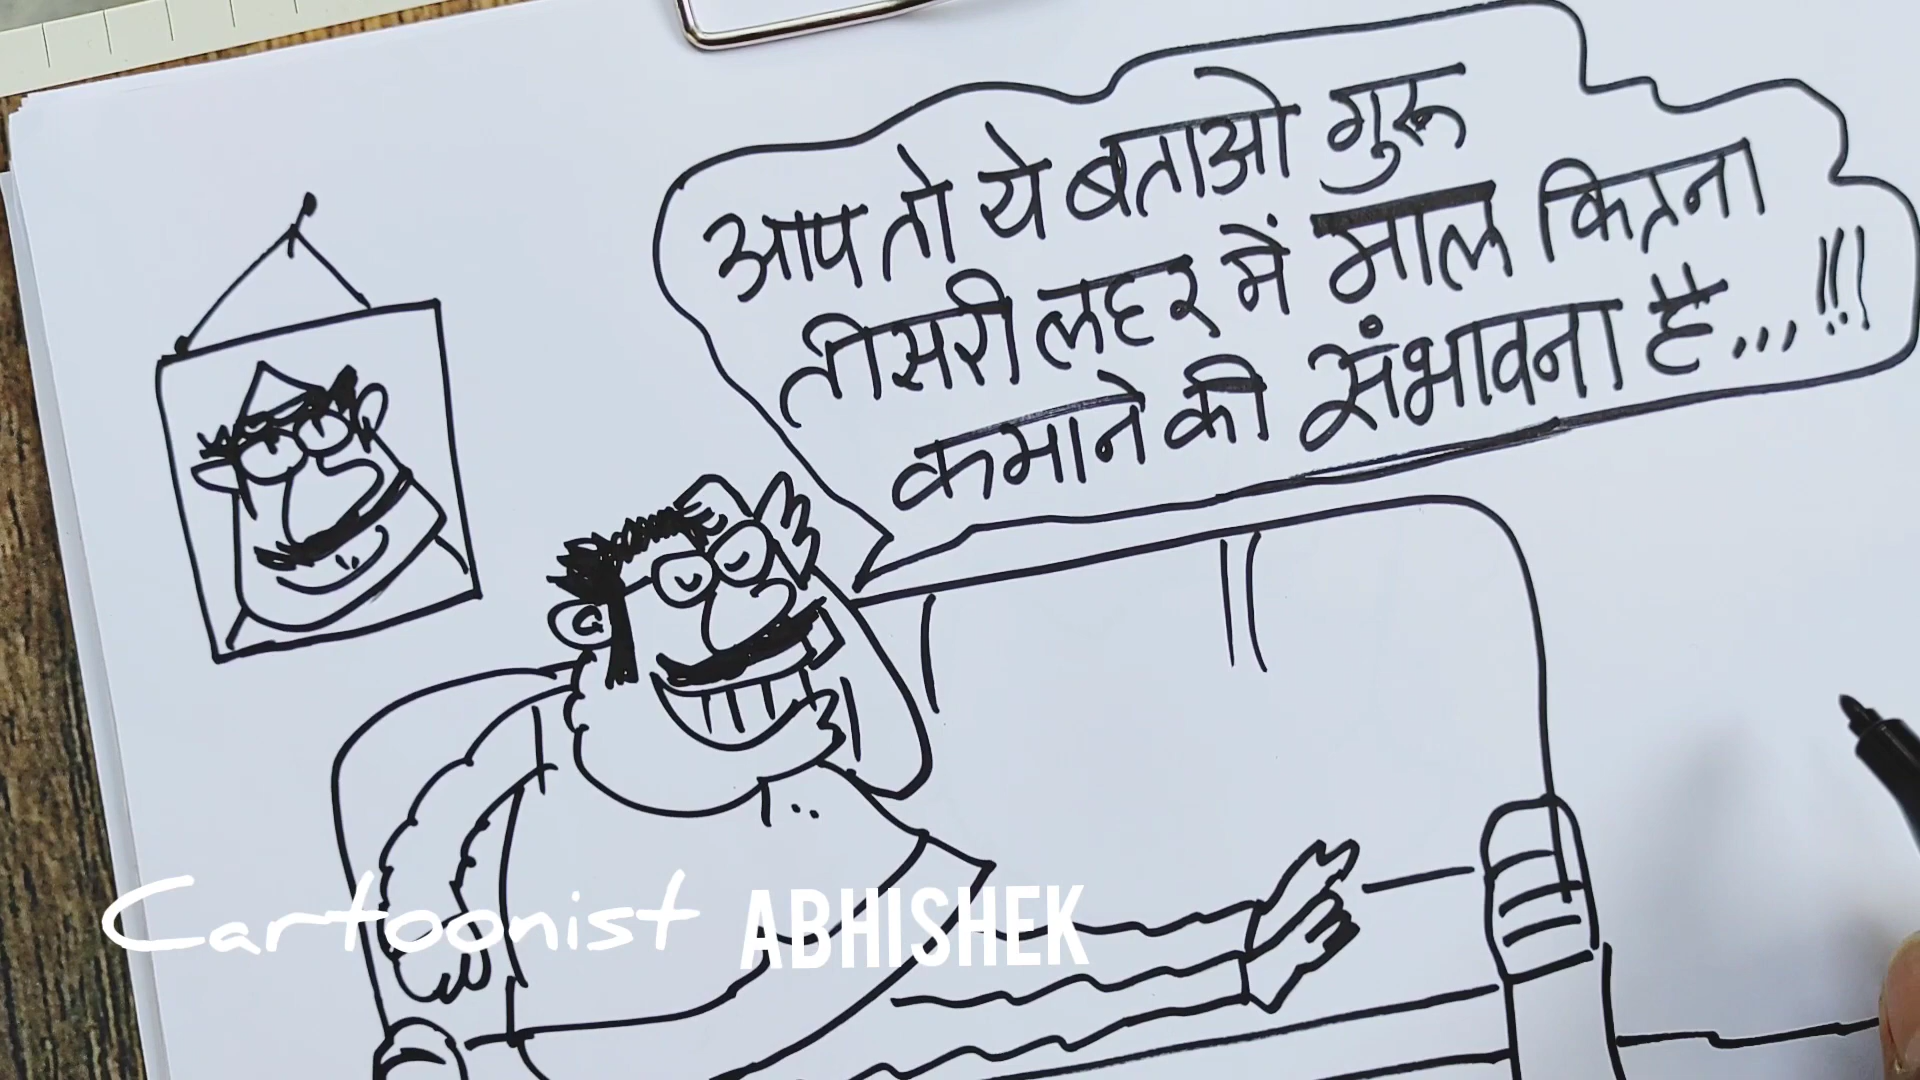 आप तो ये बताओ गुरू
तीसरी लहर में माल कितना
कमाने की संभावना है...!!!
Cartoonist ABHISHEK